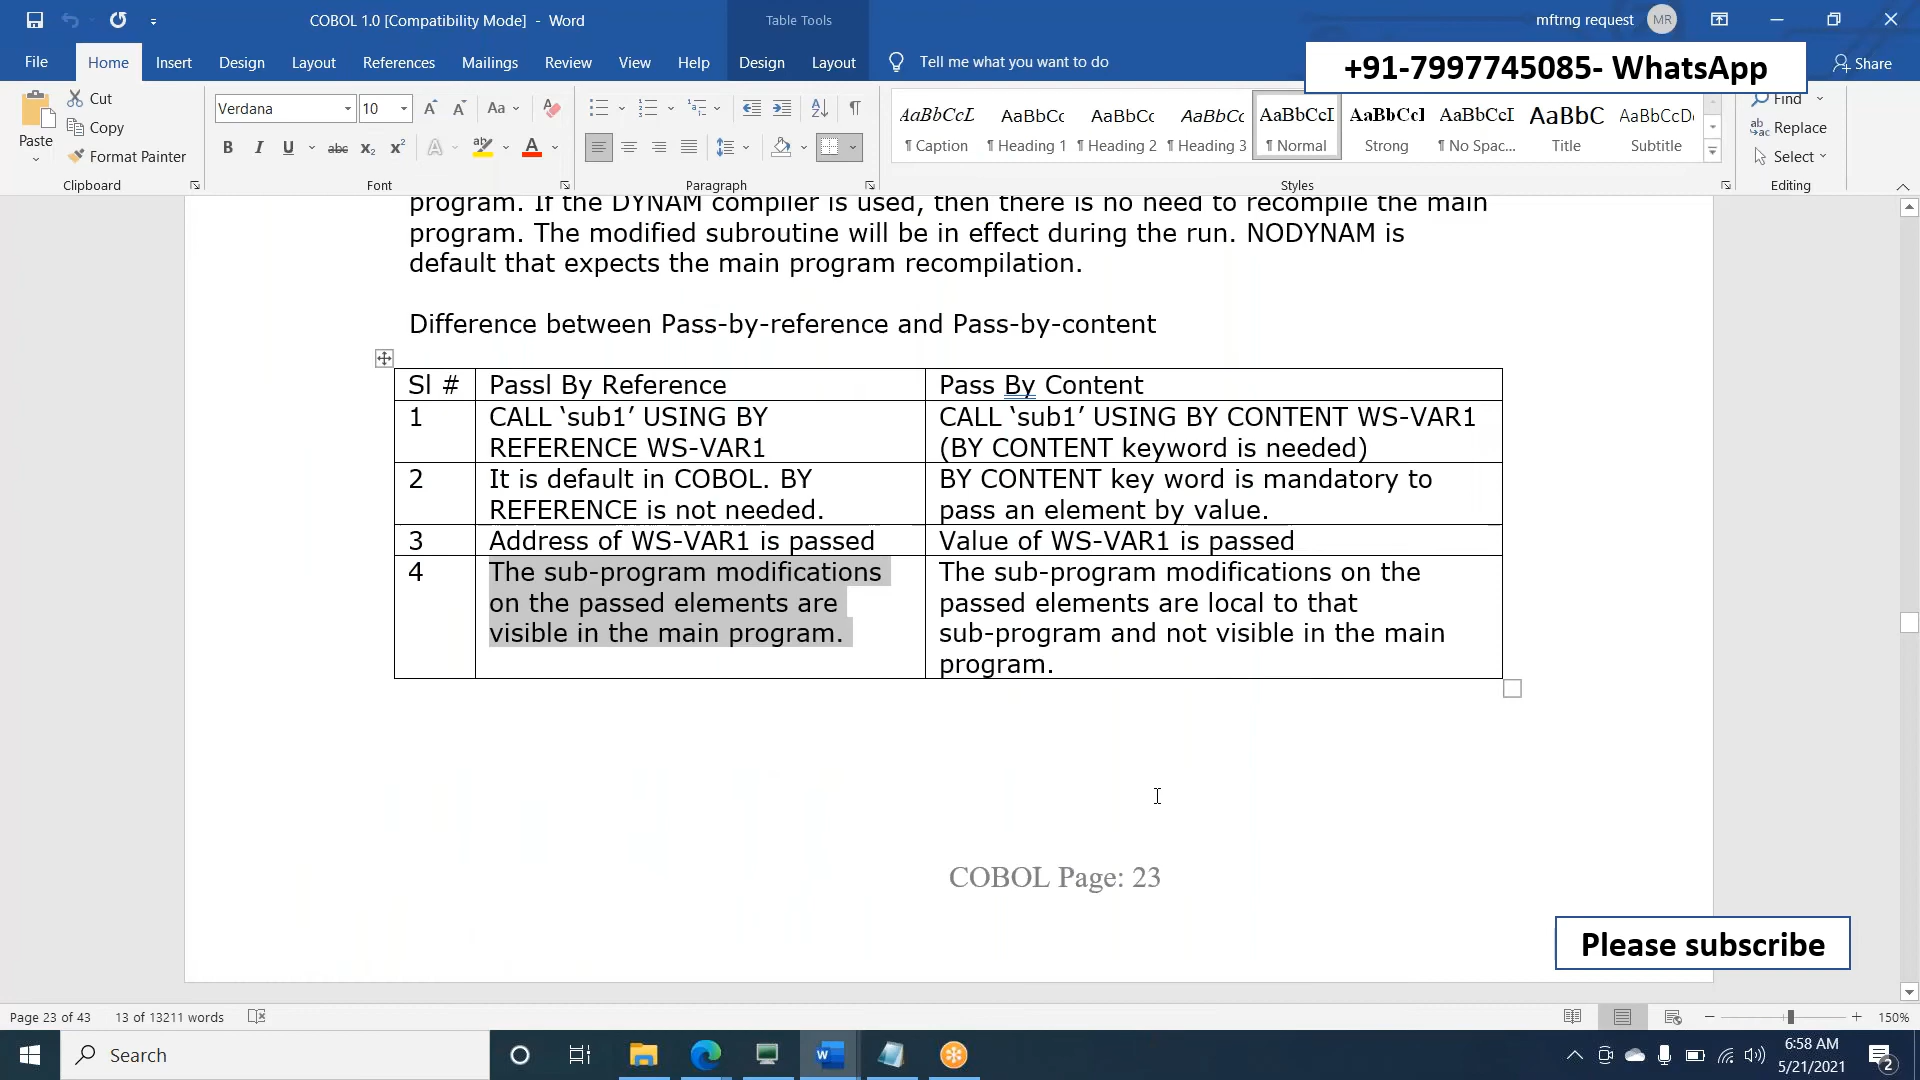 COBOL 1.0 [Compatibility Mode] - Word
Table Tools
mftrng request
MR
File
Home
Insert
Design
Layout
References
Mailings
Review
View
Help
Design
Layout
Tell me what you want to do
+91-7997745085- WhatsApp
Share
Paste
Cut
Copy
Format Painter
Clipboard
Verdana
10
Font
Paragraph
AaBbCcL
¶ Caption
AaBbCc
¶ Heading 1
AaBbCc
¶ Heading 2
AaBbCc
¶ Heading 3
AaBbCcI
¶ Normal
AaBbCcI
Strong
AaBbCcI
¶ No Spac...
AaBbC
Title
AaBbCcD
Subtitle
Styles
Find
Replace
Select
Editing
program. If the DYNAM compiler is used, then there is no need to recompile the main
program. The modified subroutine will be in effect during the run. NODYNAM is
default that expects the main program recompilation.
Difference between Pass-by-reference and Pass-by-content
Sl # Passl By Reference Pass By Content
1 CALL ‘sub1’ USING BY CALL ‘sub1’ USING BY CONTENT WS-VAR1
REFERENCE WS-VAR1 (BY CONTENT keyword is needed)
2 It is default in COBOL. BY BY CONTENT key word is mandatory to
REFERENCE is not needed. pass an element by value.
3 Address of WS-VAR1 is passed Value of WS-VAR1 is passed
4 The sub-program modifications The sub-program modifications on the
on the passed elements are passed elements are local to that
visible in the main program. sub-program and not visible in the main
program.
COBOL Page: 23
Please subscribe
Page 23 of 43
13 of 13211 words
150%
Search
6:58 AM
5/21/2021
2